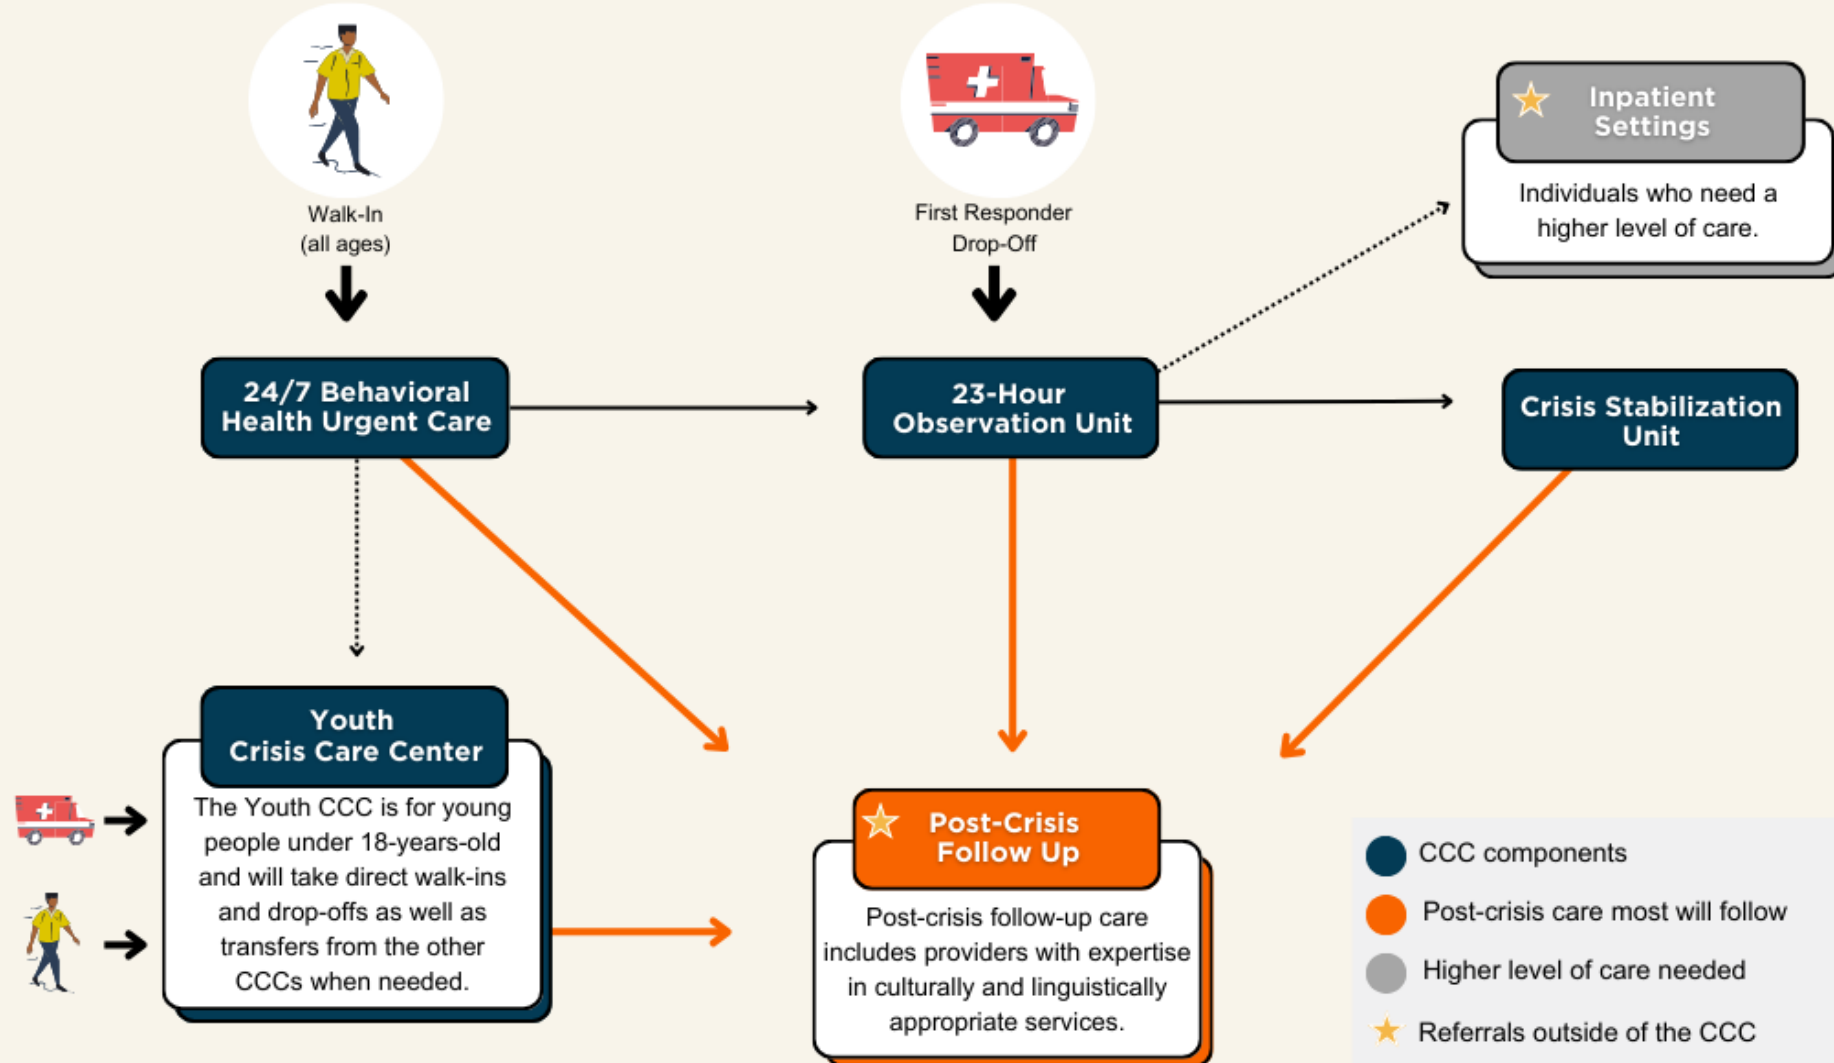 Walk-In
(all ages)
First Responder
Drop-Off
Inpatient
Settings
Individuals who need a
higher level of care.
24/7 Behavioral
Health Urgent Care
23-Hour
Observation Unit
Crisis Stabilization
Unit
Youth
Crisis Care Center
The Youth CCC is for young
people under 18-years-old
and will take direct walk-ins
and drop-offs as well as
transfers from the other
CCCs when needed.
Post-Crisis
Follow Up
Post-crisis follow-up care
includes providers with expertise
in culturally and linguistically
appropriate services.
CCC components
Post-crisis care most will follow
Higher level of care needed
Referrals outside of the CCC